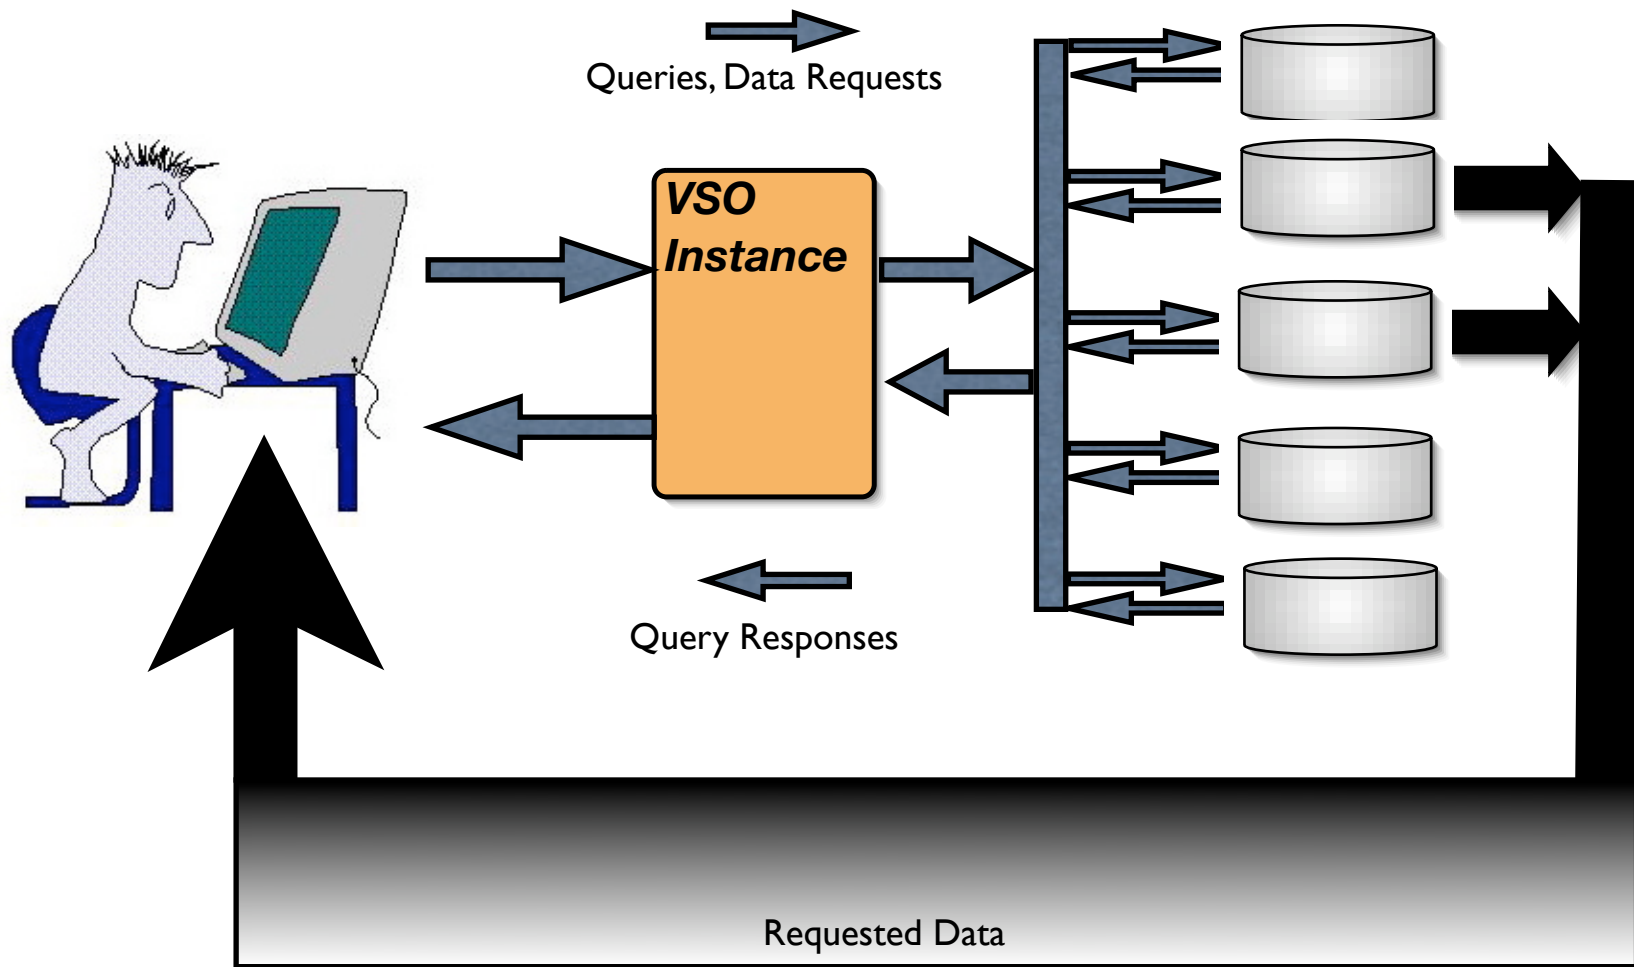 Queries, Data Requests
VSO
Instance
Query Responses
Requested Data